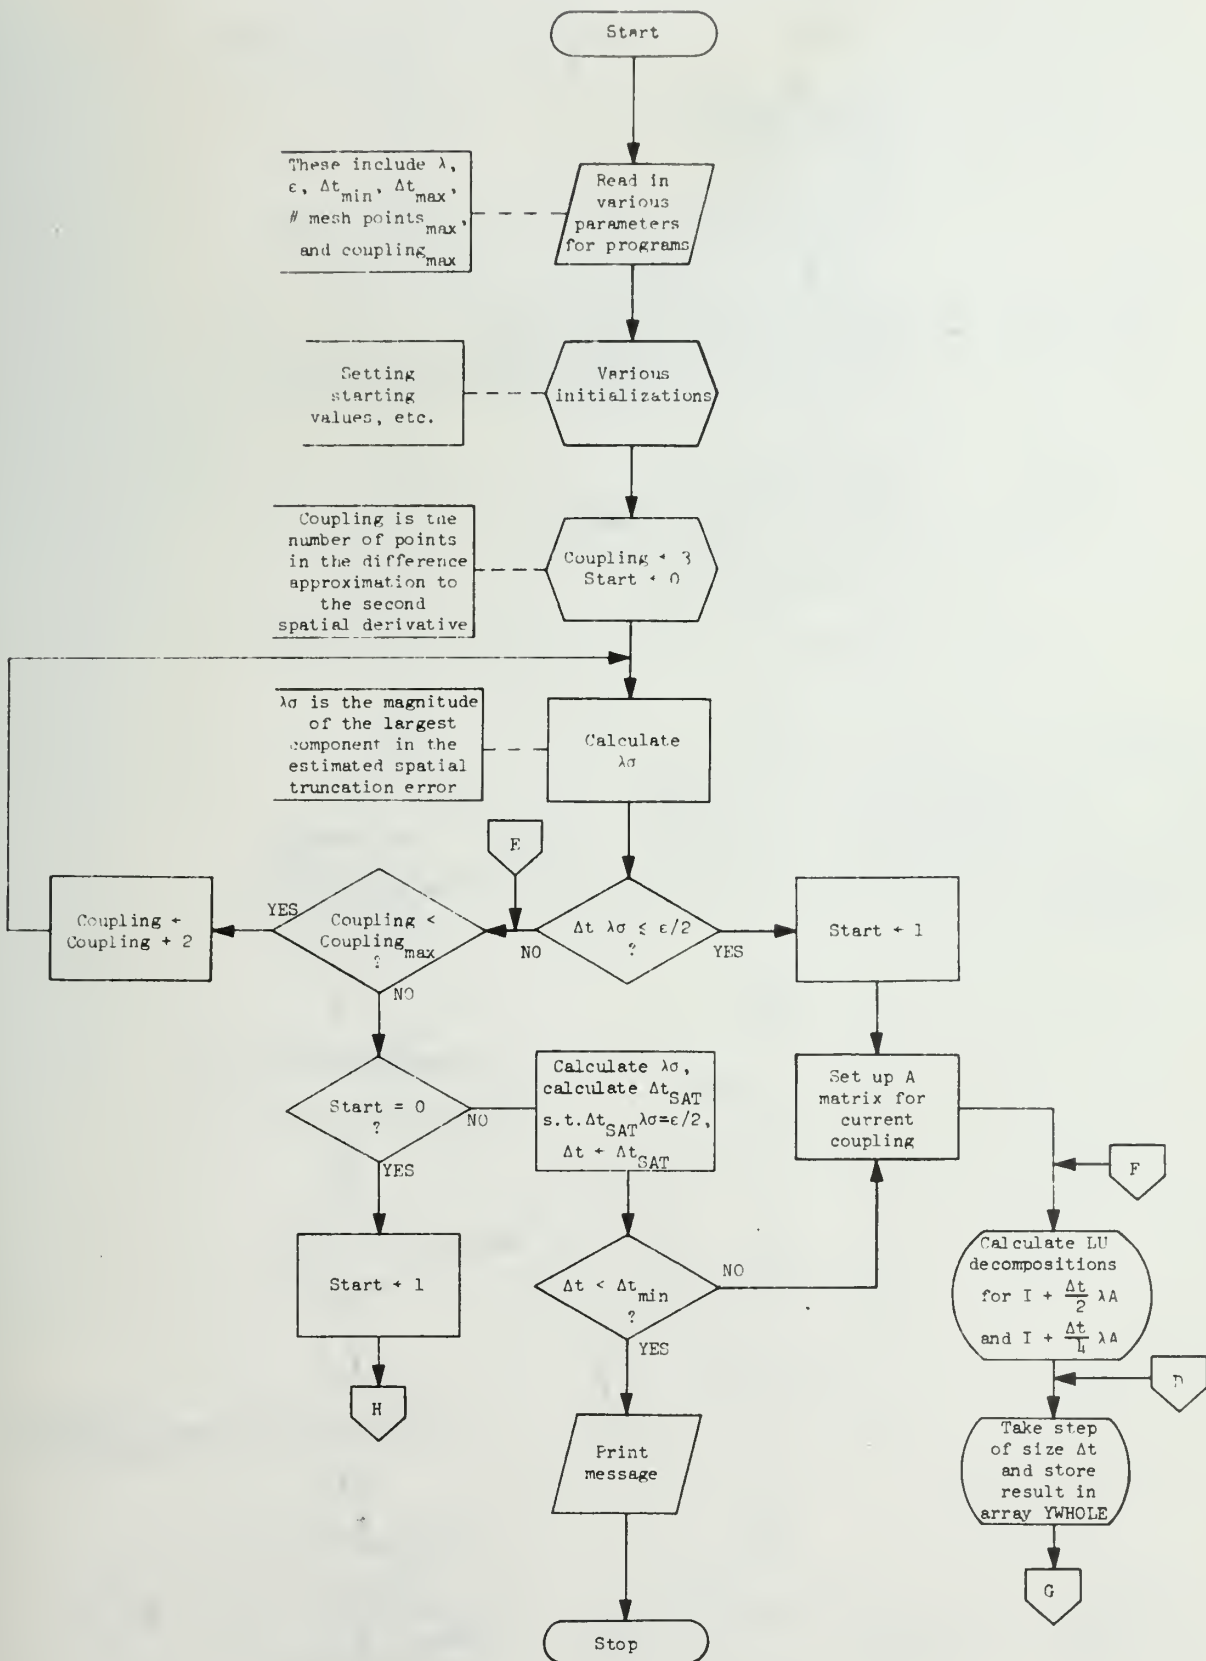 Start
These include λ,
ε, Δt_min, Δt_max,
# mesh points_max,
and coupling_max
Read in
various
parameters
for programs
Setting
starting
values, etc.
Various
initializations
Coupling is the
number of points
in the difference
approximation to
the second
spatial derivative
Coupling ← 3
Start ← 0
λσ is the magnitude
of the largest
component in the
estimated spatial
truncation error
Calculate
λσ
E
Coupling ←
Coupling + 2
YES
Coupling <
Coupling_max
?
NO
NO
Δt λσ ≤ ε/2
?
YES
Start ← 1
Start = 0
?
NO
YES
Calculate λσ,
calculate Δt_SAT
s.t. Δt_SAT λσ=ε/2,
Δt ← Δt_SAT
Set up A
matrix for
current
coupling
F
Start ← 1
H
Δt < Δt_min
?
NO
YES
Calculate LU
decompositions
for I + Δt/2 λA
and I + Δt/4 λA
D
Print
message
Take step
of size Δt
and store
result in
array YWHOLE
G
Stop